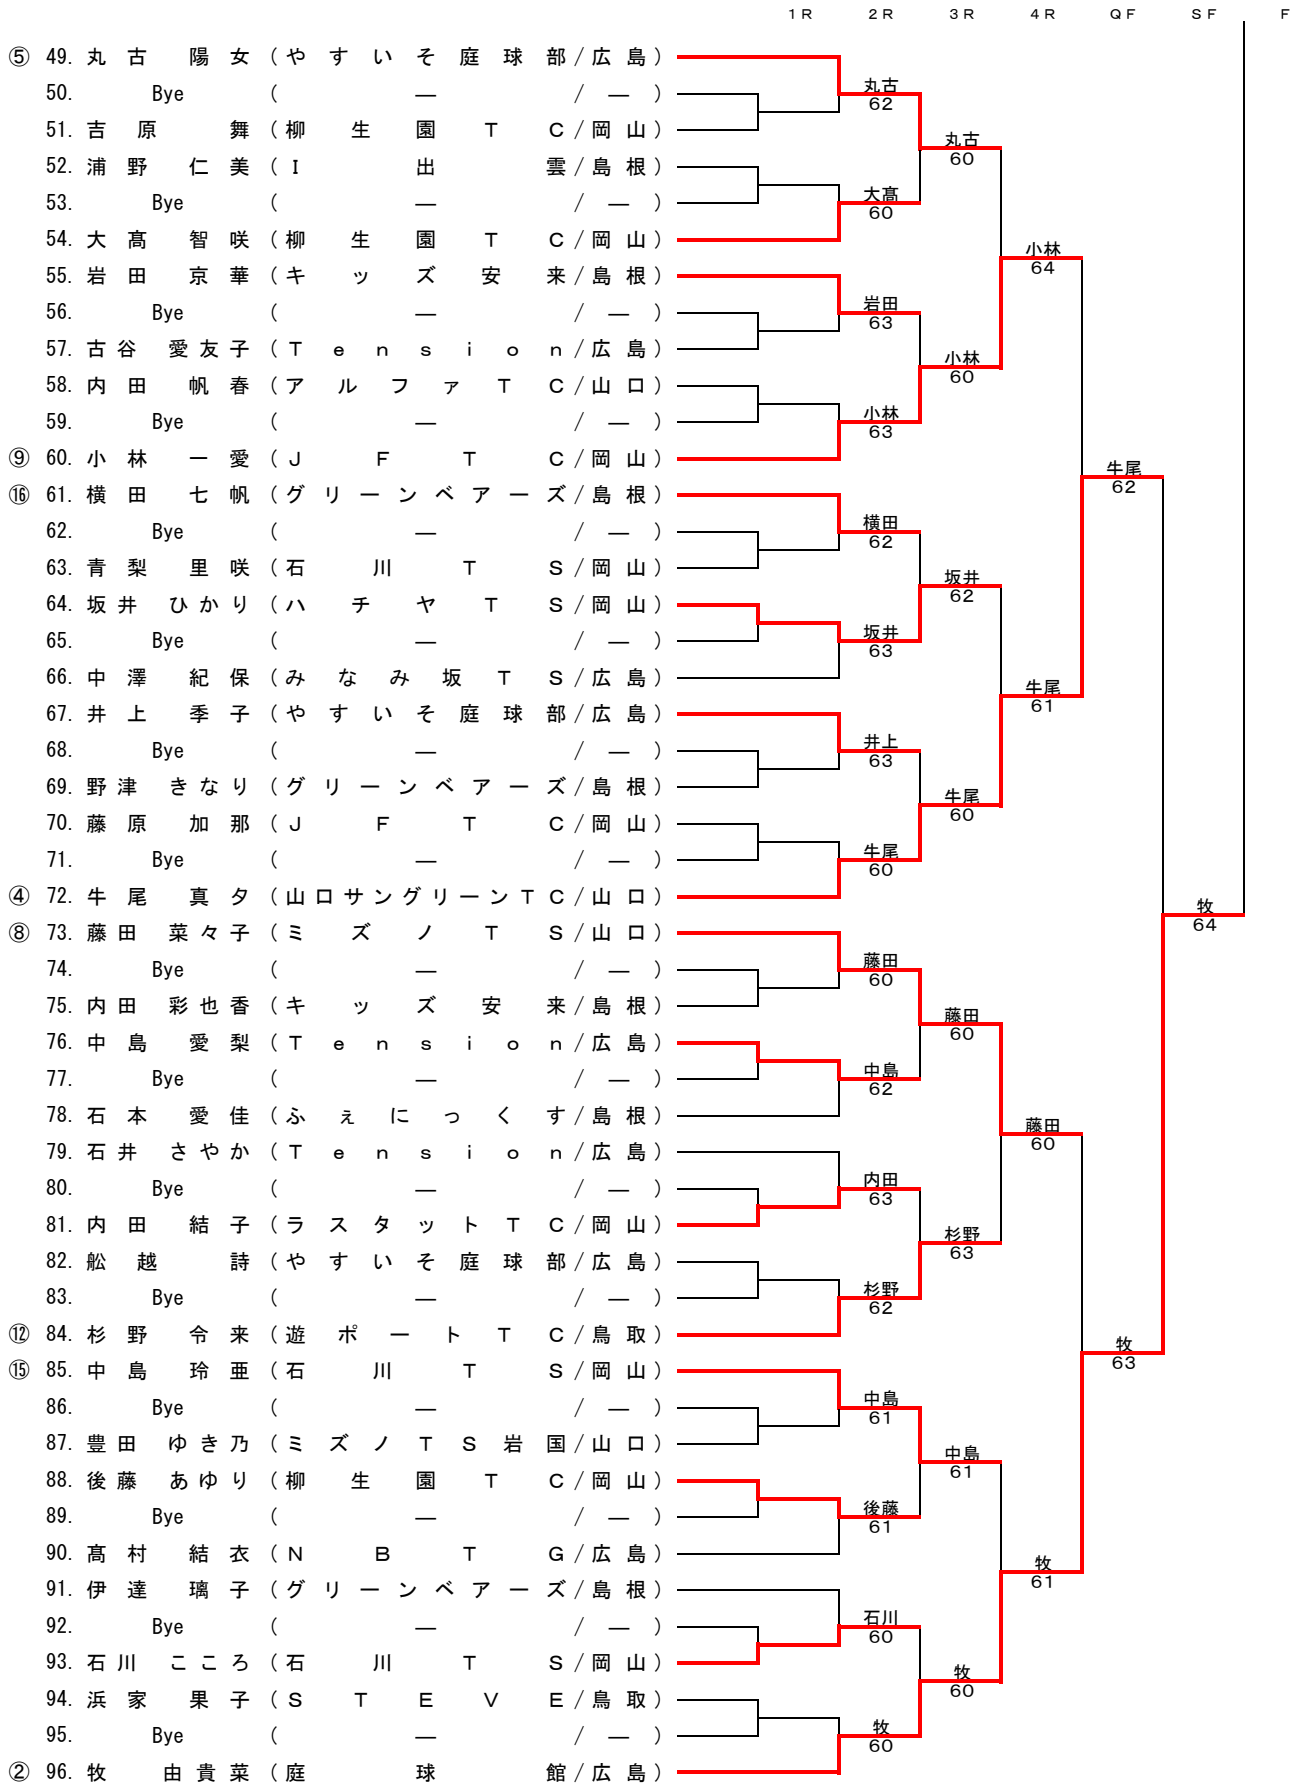 1R 2R 3R 4R QF SF F
⑤ 49. 丸古 陽女 (やすいそ庭球部/広島)
丸古
50. Bye ( ― / ― )
62
51. 吉原 舞 (柳生園TC/岡山)
丸古
60
52. 浦野 仁美 (I出雲/島根)
大髙
53. Bye ( ― / ― )
60
54. 大髙 智咲 (柳生園TC/岡山)
小林
64
55. 岩田 京華 (キッズ安来/島根)
岩田
56. Bye ( ― / ― )
63
57. 古谷 愛友子 (Tension/広島)
小林
60
58. 内田 帆春 (アルファTC/山口)
小林
59. Bye ( ― / ― )
63
⑨ 60. 小林 一愛 (JFTC/岡山)
牛尾
62
⑯ 61. 横田 七帆 (グリーンベアーズ/島根)
横田
62. Bye ( ― / ― )
62
63. 青梨 里咲 (石川TS/岡山)
坂井
62
64. 坂井 ひかり (ハチヤTS/岡山)
坂井
65. Bye ( ― / ― )
63
66. 中澤 紀保 (みなみ坂TS/広島)
牛尾
61
67. 井上 季子 (やすいそ庭球部/広島)
井上
68. Bye ( ― / ― )
63
69. 野津 きなり (グリーンベアーズ/島根)
牛尾
60
70. 藤原 加那 (JFTC/岡山)
牛尾
71. Bye ( ― / ― )
60
④ 72. 牛尾 真夕 (山口サングリーンTC/山口)
牧
64
⑧ 73. 藤田 菜々子 (ミズノTS/山口)
藤田
74. Bye ( ― / ― )
60
75. 内田 彩也香 (キッズ安来/島根)
藤田
60
76. 中島 愛梨 (Tension/広島)
中島
77. Bye ( ― / ― )
62
78. 石本 愛佳 (ふぇにっくす/島根)
藤田
60
79. 石井 さやか (Tension/広島)
内田
80. Bye ( ― / ― )
63
81. 内田 結子 (ラスタットTC/岡山)
杉野
63
82. 舩越 詩 (やすいそ庭球部/広島)
杉野
83. Bye ( ― / ― )
62
⑫ 84. 杉野 令来 (遊ポートTC/鳥取)
牧
63
⑮ 85. 中島 玲亜 (石川TS/岡山)
中島
86. Bye ( ― / ― )
61
87. 豊田 ゆき乃 (ミズノTS岩国/山口)
中島
61
88. 後藤 あゆり (柳生園TC/岡山)
後藤
89. Bye ( ― / ― )
61
90. 髙村 結衣 (NBTG/広島)
牧
61
91. 伊達 璃子 (グリーンベアーズ/島根)
石川
92. Bye ( ― / ― )
60
93. 石川 こころ (石川TS/岡山)
牧
60
94. 浜家 果子 (STEVE/鳥取)
牧
95. Bye ( ― / ― )
60
② 96. 牧 由貴菜 (庭球館/広島)